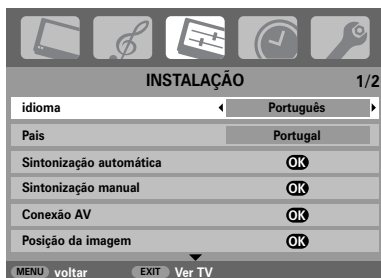 INSTALAÇÃO 1/2
idioma Português
País Portugal
Sintonização automática OK
Sintonização manual OK
Conexão AV OK
Posição da imagem OK
MENU voltar EXIT Ver TV